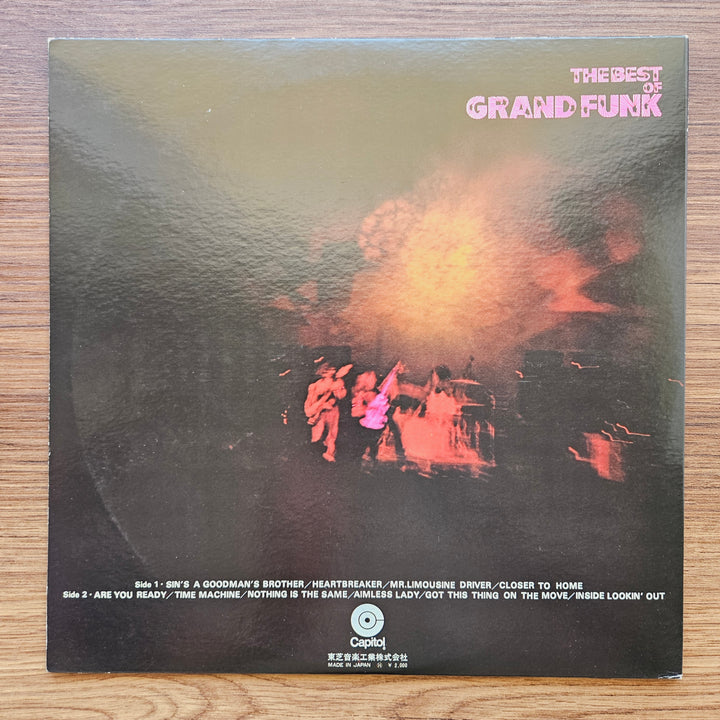 THE BEST
OF
GRAND FUNK
Side 1 · SIN'S A GOODMAN'S BROTHER/HEARTBREAKER/MR.LIMOUSINE DRIVER/CLOSER TO HOME
Side 2 · ARE YOU READY/TIME MACHINE/NOTHING IS THE SAME/AIMLESS LADY/GOT THIS THING ON THE MOVE/INSIDE LOOKIN' OUT
Capitol
東芝音楽工業株式会社
MADE IN JAPAN ¥2,000